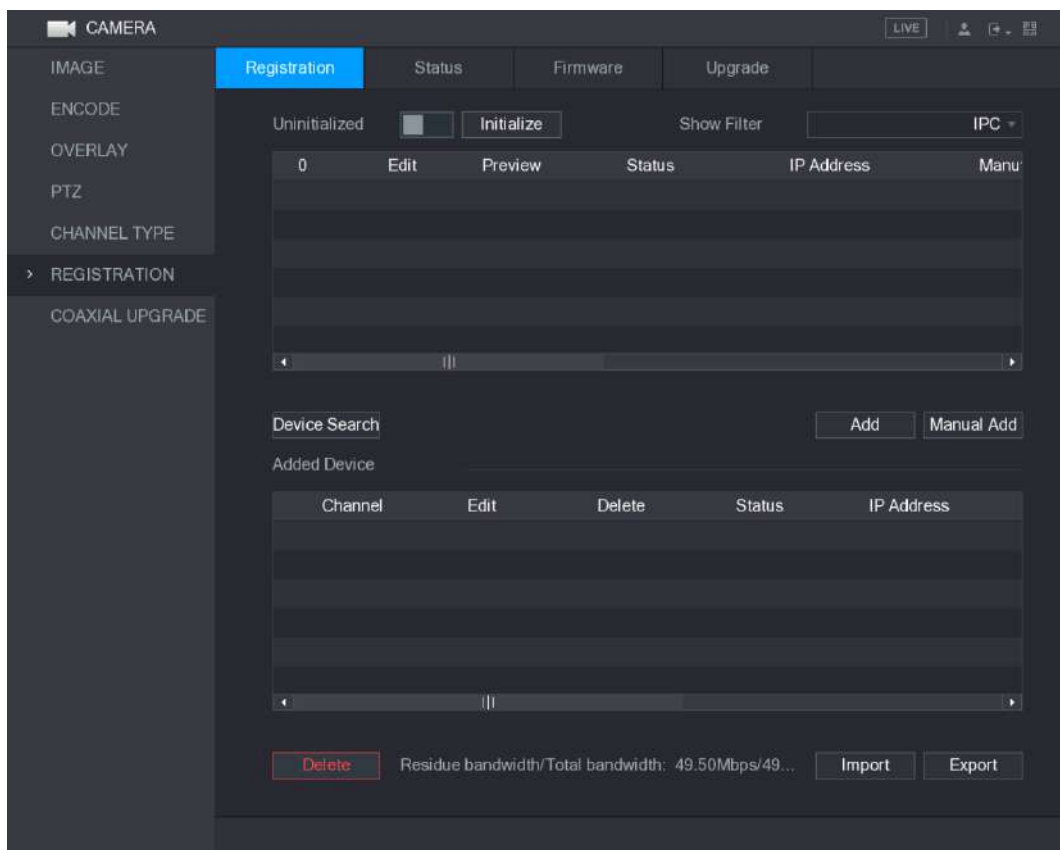 CAMERA LIVE
IMAGE Registration Status Firmware Upgrade
ENCODE Uninitialized Initialize Show Filter IPC
OVERLAY 0 Edit Preview Status IP Address Manu
PTZ
CHANNEL TYPE
REGISTRATION
COAXIAL UPGRADE
Device Search Add Manual Add
Added Device
Channel Edit Delete Status IP Address
Delete Residue bandwidth/Total bandwidth: 49.50Mbps/49... Import Export